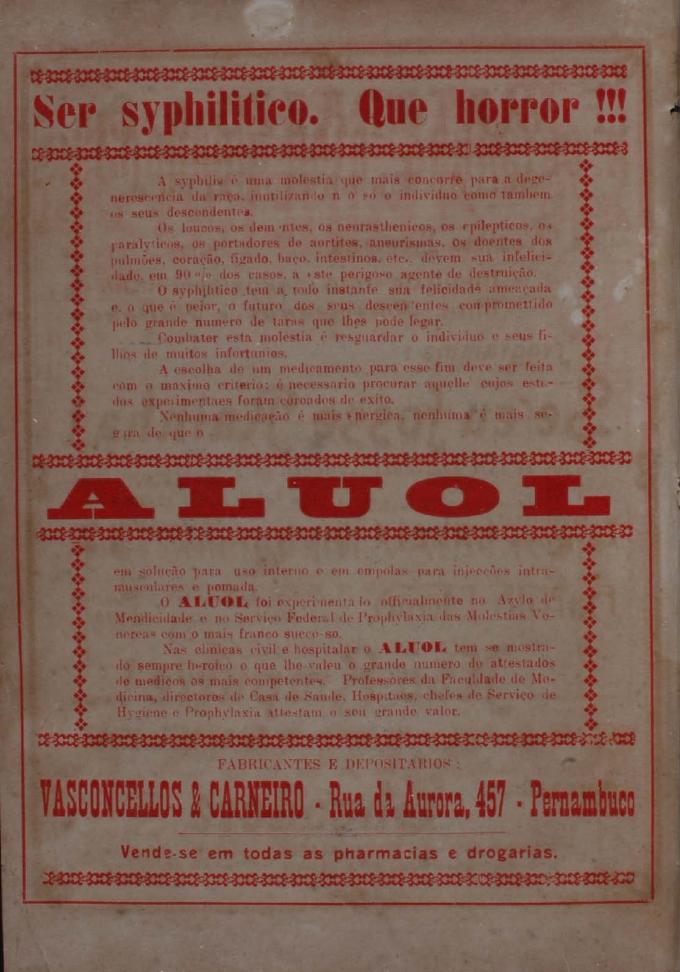 Ser syphilitico. Que horror !!!
A syphilis é uma molestia que mais concorre para a dege-
nerescencia da raça, inutilizando n o só o individuo como tambem
os seus descendentes.
Os loucos, os dem ntes, os neurasthenicos, os epilepticos, os
paralyticos, os portadores de aortites, aneurismas, os doentes dos
pulmões, coração, figado, baço, intestinos, etc. devem sua infelici-
dade, em 90 o/o dos casos, a este perigoso agente de destruição.
O syphilitico tem a todo instante sua felicidade ameaçada
e, o que é peior, o futuro dos seus descendentes compromettido
pelo grande numero de taras que lhes pode legar.
Combater esta molestia é resguardar o individuo e seus fi-
lhos de muitos infortunios.
A escolha de um medicamento para esse fim deve ser feita
com o maximo criterio; é necessario procurar aquelle cujos estu-
dos experimentaes foram coroados de exito.
Nenhuma medicação é mais energica, nenhuma é mais se-
gura de que o
ALUOL
em solução para uso interno e em empolas para injecções intra-
musculares e pomada.
O ALUOL foi experimentado officialmente no Azylo de
Mendicidade e no Serviço Federal de Prophylaxia das Molestias Ve-
nereas com o mais franco successo.
Nas clinicas civil e hospitalar o ALUOL tem se mostra-
do sempre heroico o que lhe valeu o grande numero de attestados
de medicos os mais competentes. Professores da Faculdade de Me-
dicina, directores de Casa de Saude, Hospitaes, chefes de Serviço de
Hygiene e Prophylaxia attestam o seu grande valor.
FABRICANTES E DEPOSITARIOS :
VASCONCELLOS & CARNEIRO - Rua da Aurora, 457 - Pernambuco
Vende-se em todas as pharmacias e drogarias.